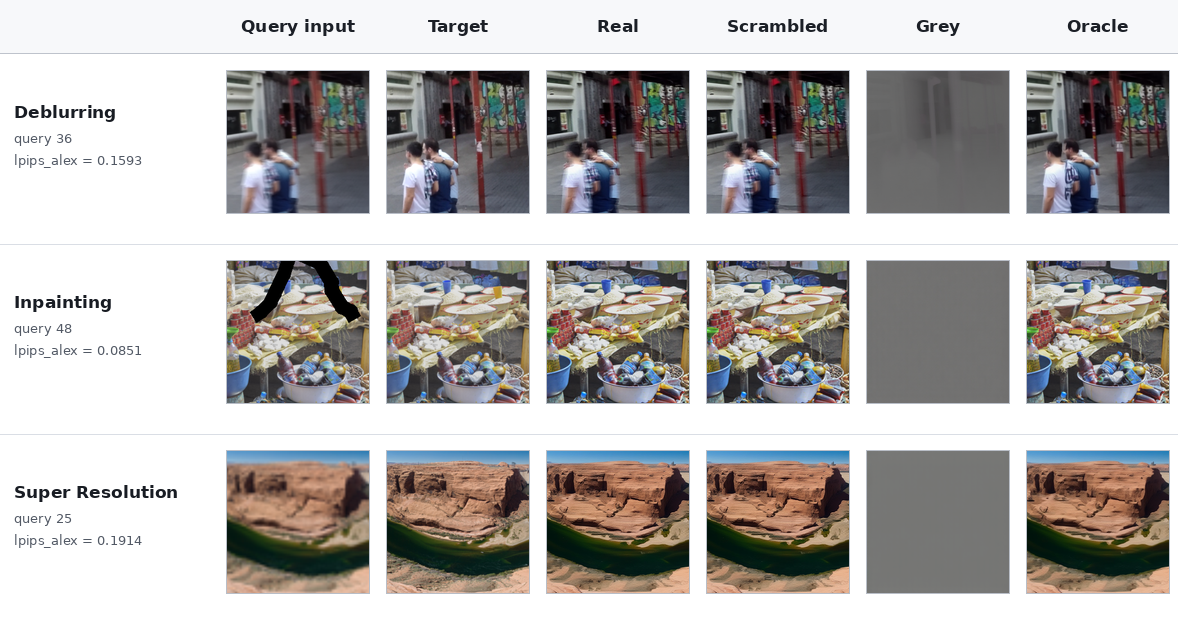 Query input Target Real Scrambled Grey Oracle
Deblurring
query 36
lpips_alex = 0.1593
Inpainting
query 48
lpips_alex = 0.0851
Super Resolution
query 25
lpips_alex = 0.1914